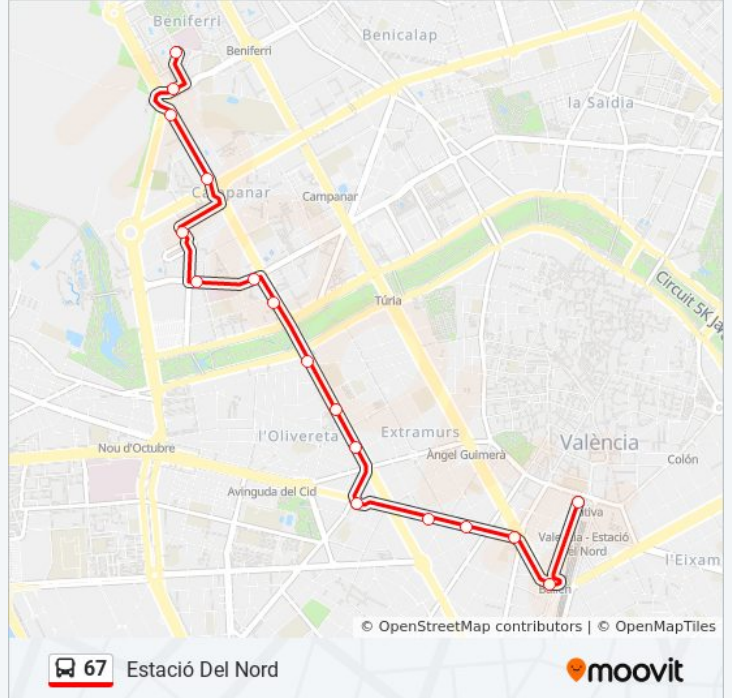 Beniferri
Beniferri
Benicalap
la Saïdia
Campanar
Campanar
Túria
Circuit 5K Ja
l'Olivereta
Extramurs
València
Nou d'Octubre
Àngel Guimerà
Colón
Avinguda del Cid
Xàtiva
València - Estació
del Nord
l'Eixam
Bailén
© OpenStreetMap contributors | © OpenMapTiles
67 Estació Del Nord
moovit